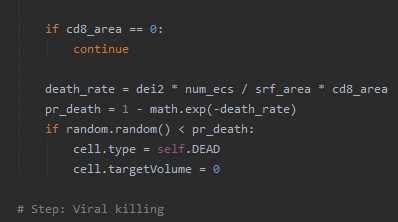 if cd8_area == 0:
continue
death_rate = dei2 * num_ecs / srf_area * cd8_area
pr_death = 1 - math.exp(-death_rate)
if random.random() < pr_death:
cell.type = self.DEAD
cell.targetVolume = 0
# Step: Viral killing